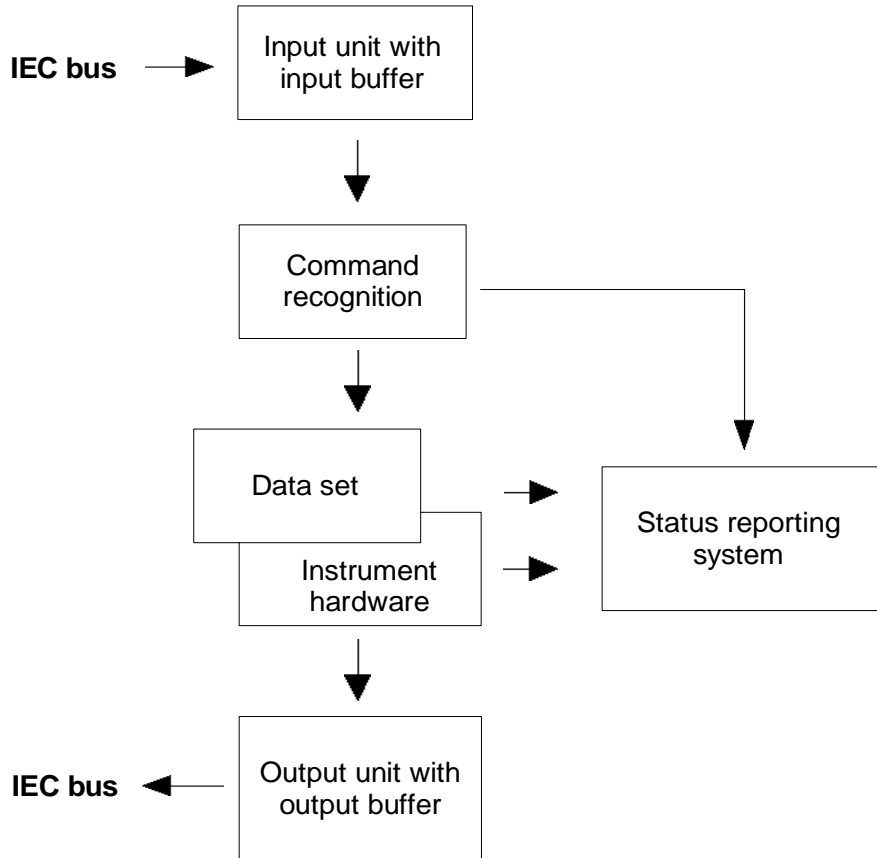 Input unit with
input buffer
IEC bus
Command
recognition
Data set
Status reporting
system
Instrument
hardware
Output unit with
output buffer
IEC bus